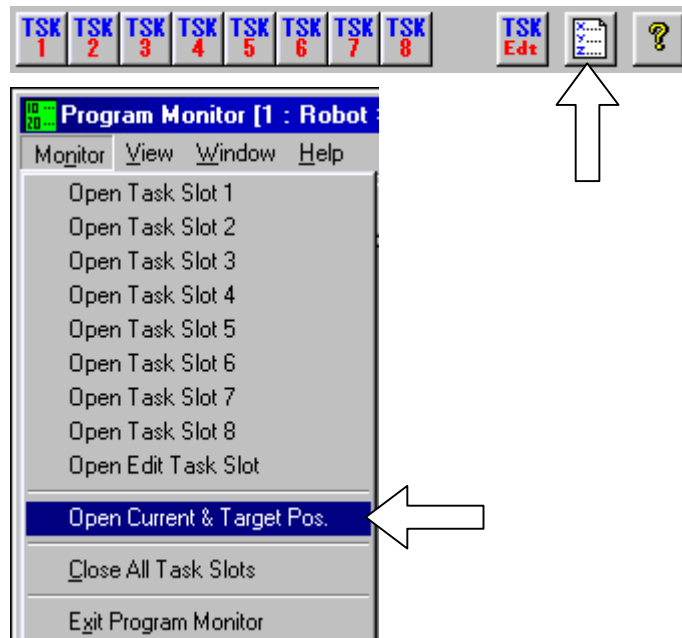 TSK 1 TSK 2 TSK 3 TSK 4 TSK 5 TSK 6 TSK 7 TSK 8 TSK Edt X.... Y.... Z.... ?
10 ... 20 ... Program Monitor [1 : Robot
Monitor View Window Help
Open Task Slot 1
Open Task Slot 2
Open Task Slot 3
Open Task Slot 4
Open Task Slot 5
Open Task Slot 6
Open Task Slot 7
Open Task Slot 8
Open Edit Task Slot
Open Current & Target Pos.
Close All Task Slots
Exit Program Monitor